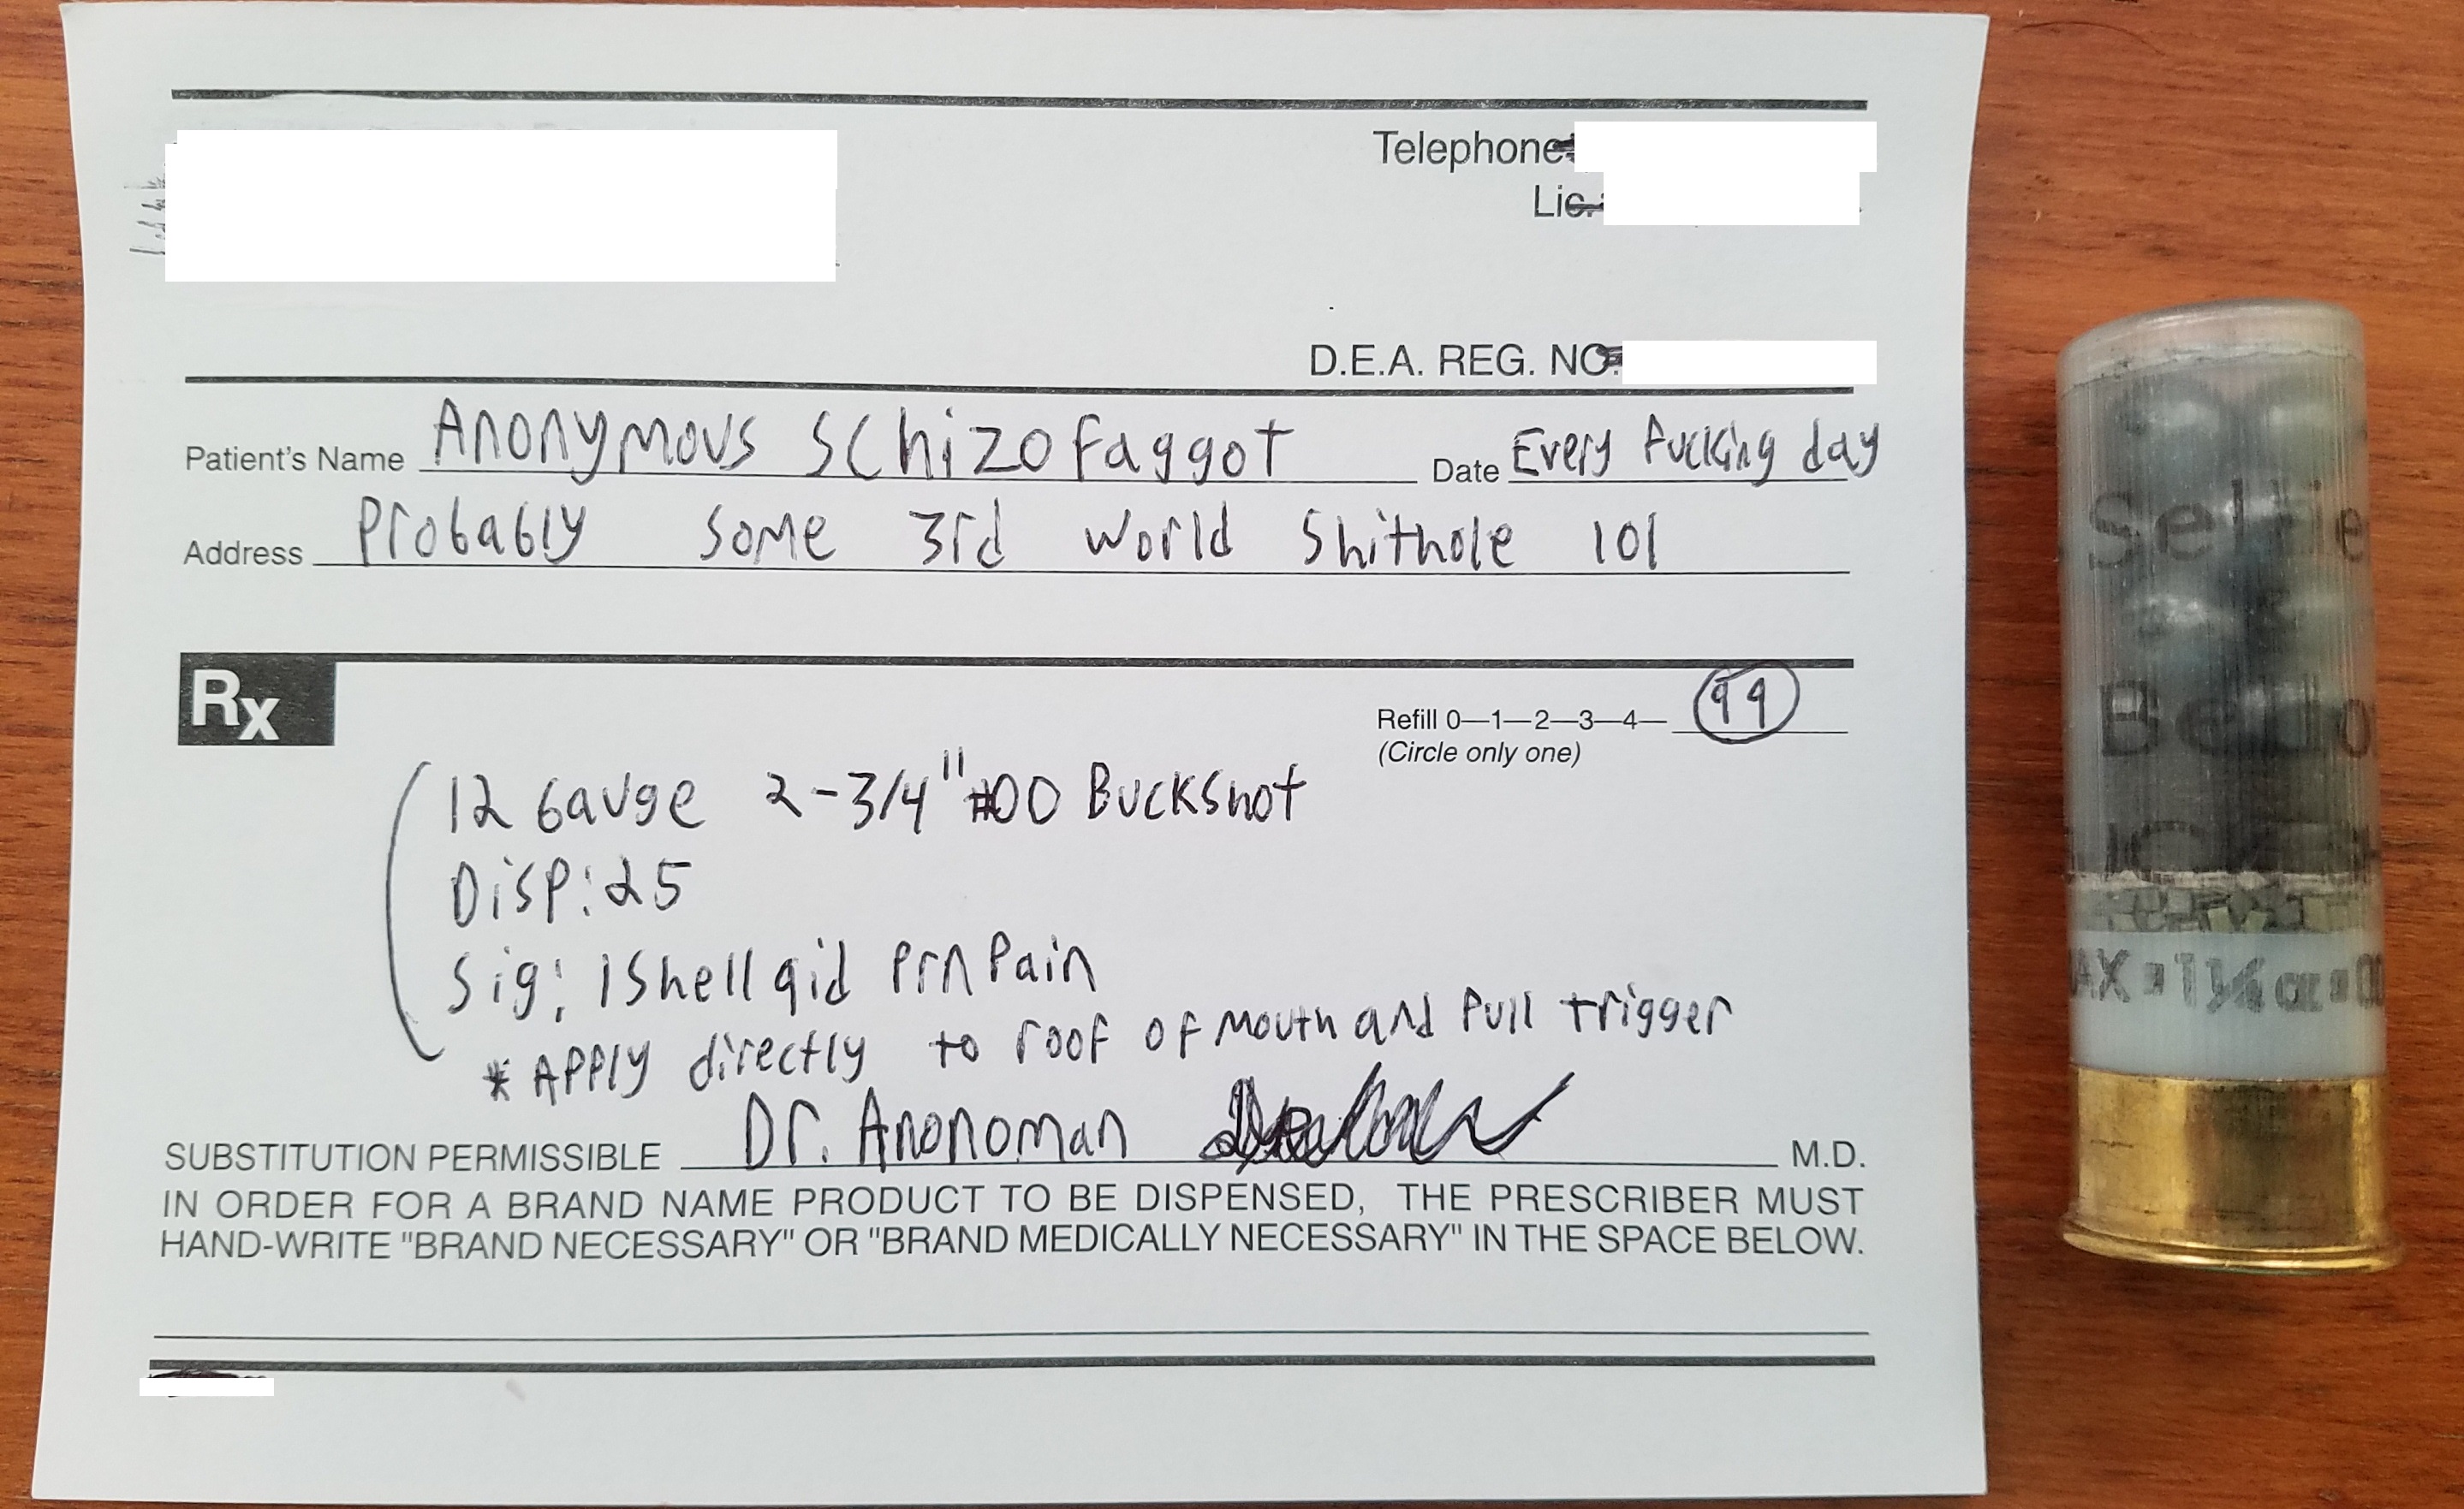 Telephone
Lic.
D.E.A. REG. NO.
Patient's Name Anonymous Schizofaggot Date Every fucking day
Address Probably some 3rd world Shithole 101
Rx
Refill 0—1—2—3—4— 99
(Circle only one)
12 Gauge 2-3/4" #00 Buckshot
Disp: 25
Sig: 1 Shell qid prn Pain
* Apply directly to roof of mouth and pull trigger
SUBSTITUTION PERMISSIBLE Dr. Anonoman M.D.
IN ORDER FOR A BRAND NAME PRODUCT TO BE DISPENSED, THE PRESCRIBER MUST
HAND-WRITE "BRAND NECESSARY" OR "BRAND MEDICALLY NECESSARY" IN THE SPACE BELOW.